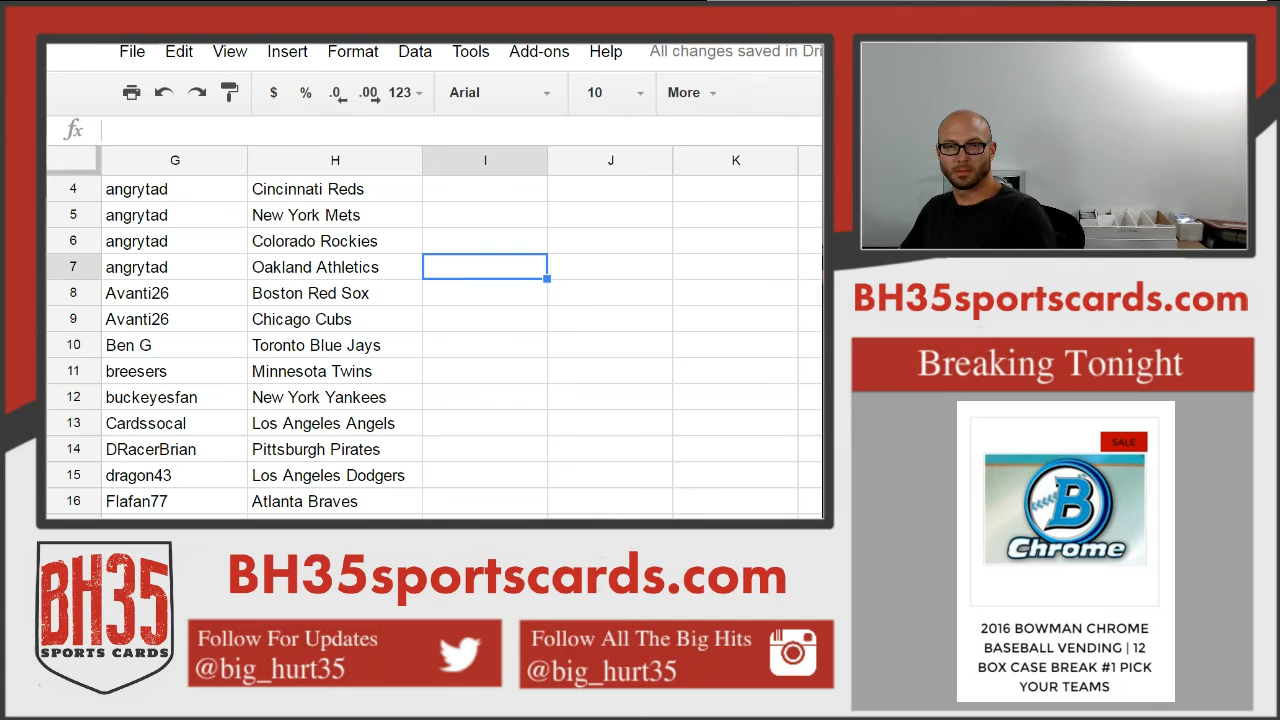 File Edit View Insert Format Data Tools Add-ons Help All changes saved in Dri
$ % .0 .00 123 Arial 10 More
fx
G H I J K
4 angrytad Cincinnati Reds
5 angrytad New York Mets
6 angrytad Colorado Rockies
7 angrytad Oakland Athletics
8 Avanti26 Boston Red Sox
9 Avanti26 Chicago Cubs
10 Ben G Toronto Blue Jays
11 breesers Minnesota Twins
12 buckeyesfan New York Yankees
13 Cardssocal Los Angeles Angels
14 DRacerBrian Pittsburgh Pirates
15 dragon43 Los Angeles Dodgers
16 Flafan77 Atlanta Braves
BH35sportscards.com
Breaking Tonight
SALE
B
Chrome
2016 BOWMAN CHROME
BASEBALL VENDING | 12
BOX CASE BREAK #1 PICK
YOUR TEAMS
BH35
SPORTS CARDS
BH35sportscards.com
Follow For Updates
@big_hurt35
Follow All The Big Hits
@big_hurt35